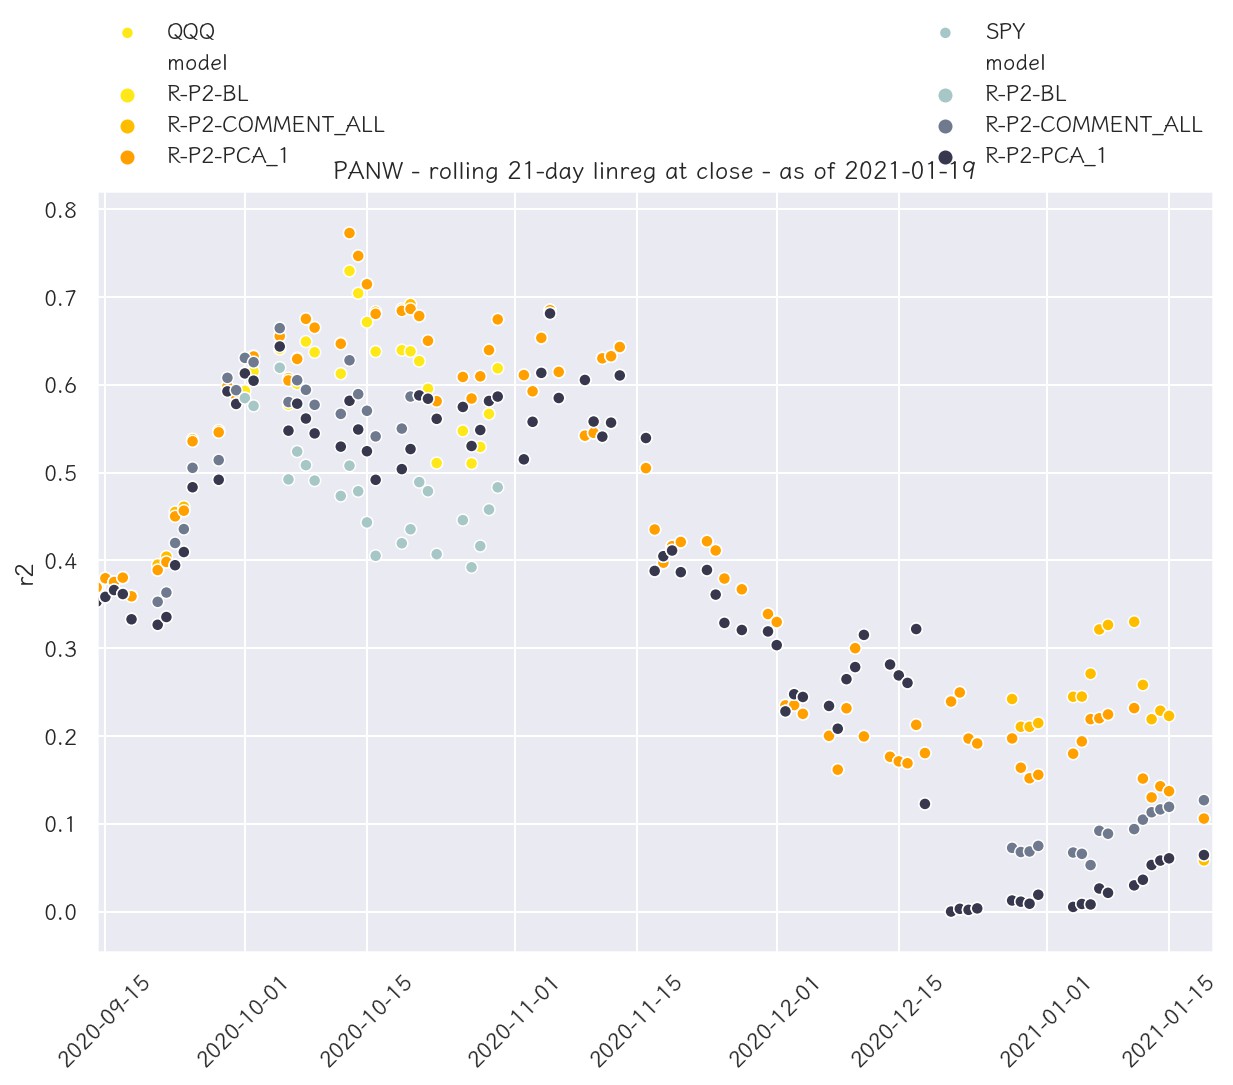 QQQ
model
R-P2-BL
R-P2-COMMENT_ALL
R-P2-PCA_1
SPY
model
R-P2-BL
R-P2-COMMENT_ALL
R-P2-PCA_1
PANW - rolling 21-day linreg at close - as of 2021-01-19
0.8
0.7
0.6
0.5
0.4
0.3
0.2
0.1
0.0
r2
2020-09-15
2020-10-01
2020-10-15
2020-11-01
2020-11-15
2020-12-01
2020-12-15
2021-01-01
2021-01-15